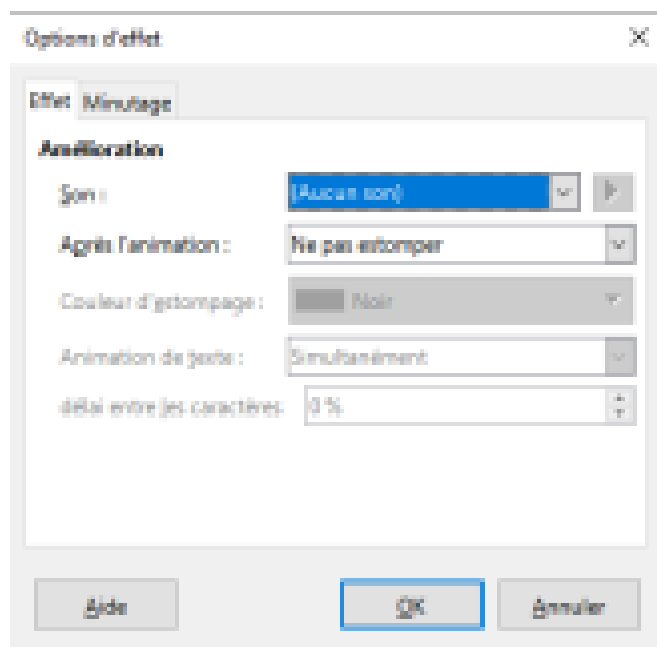 Options d'effet
Effet Minutage
Amélioration
Son : (Aucun son)
Après l'animation : Ne pas estomper
Couleur d'estompage : Noir
Animation de texte : Simultanément
délai entre les caractères 0 %
Aide OK Annuler